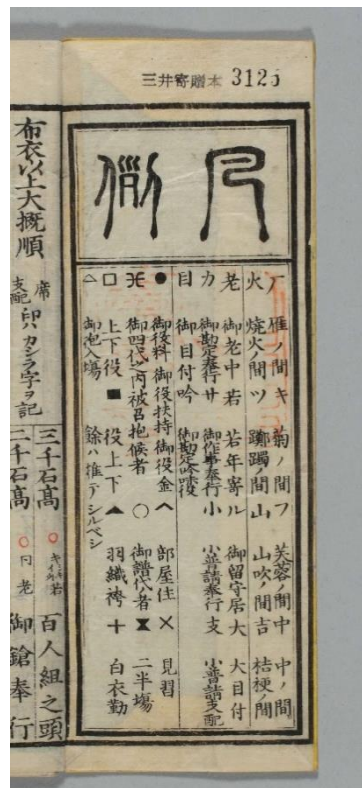 三井寄贈本 3125
凡例
厂 雁ノ間 キ 菊ノ間 フ 芙蓉ノ間 中 中ノ間
火 焼火ノ間 ツ 躑躅ノ間 山 山吹ノ間 吉 桔梗ノ間
老 御老中 若 若年寄 ル 御留守居 大 大目付
カ 御勘定奉行 サ 御作事奉行 小 小普請奉行 支 小普請支配
目 御目付 吟 御勘定吟味役
● 御役料 御役扶持 御役金 ヘ 部屋住 × 見習
御四代之内被召抱候者 ○ 御譜代者 ⧗ 二半場
□ 上下役 ■ 役上下 ▲ 羽織袴 十 白衣勤
△ 御抱入場 餘ハ推テシルベシ
布衣以上大概順 席支配印ハカシラ字ヲ記
三千石高 ○ 若 百人組之頭
二千石高 ○ 同 老 御鎗奉行